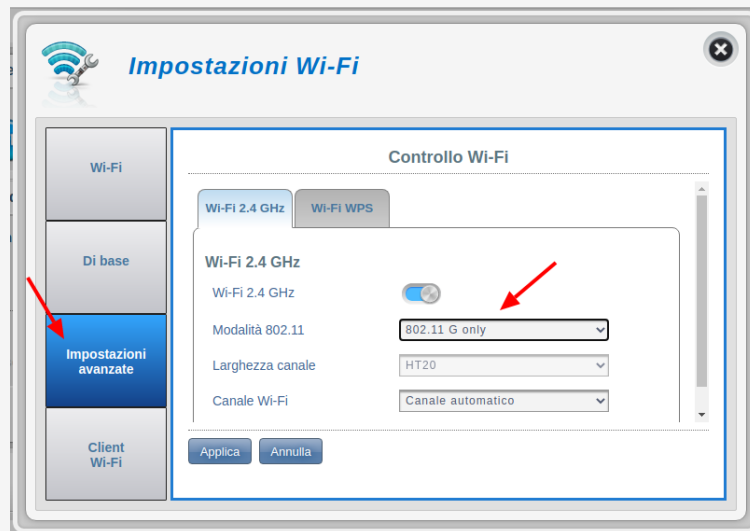 Impostazioni Wi-Fi
Wi-Fi
Di base
Impostazioni
avanzate
Client
Wi-Fi
Controllo Wi-Fi
Wi-Fi 2.4 GHz
Wi-Fi WPS
Wi-Fi 2.4 GHz
Wi-Fi 2.4 GHz
Modalità 802.11
802.11 G only
Larghezza canale
HT20
Canale Wi-Fi
Canale automatico
Applica
Annulla